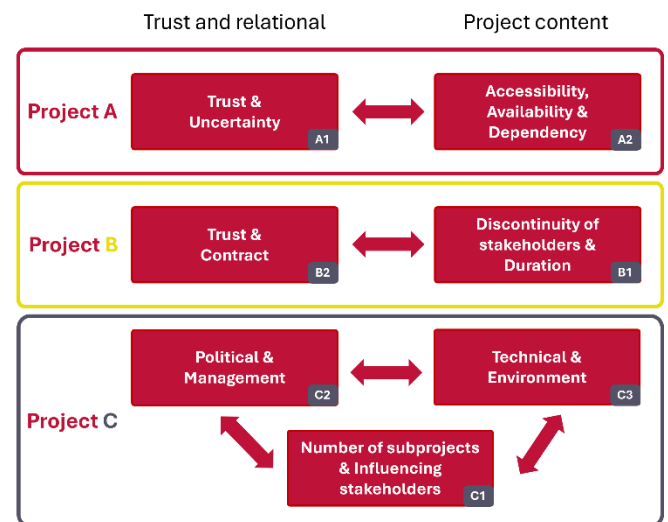 Trust and relational
Project content
Project A
Trust &
Uncertainty
A1
Accessibility,
Availability &
Dependency
A2
Project B
Trust &
Contract
B2
Discontinuity of
stakeholders &
Duration
B1
Project C
Political &
Management
C2
Technical &
Environment
C3
Number of subprojects
& Influencing
stakeholders
C1